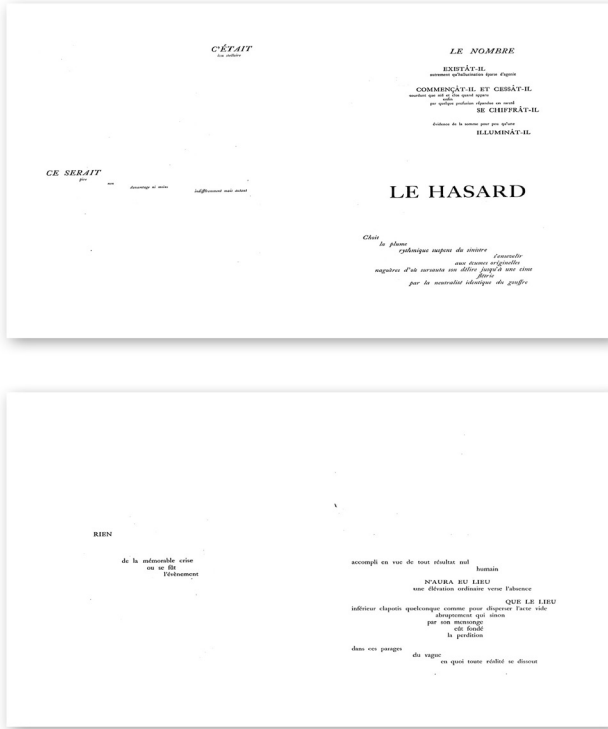 C'ÉTAIT
issu stellaire
CE SERAIT
pire
non
davantage ni moins
indifféremment mais autant
LE NOMBRE
EXISTÂT-IL
autrement qu'hallucination éparse d'agonie
COMMENÇÂT-IL ET CESSÂT-IL
sourdant que nié et clos quand apparu
enfin
par quelque profusion répandue en rareté
SE CHIFFRÂT-IL
évidence de la somme pour peu qu'une
ILLUMINÂT-IL
LE HASARD
Choit
la plume
rythmique suspens du sinistre
s'ensevelir
aux écumes originelles
naguères d'où sursauta son délire jusqu'à une cime
flétrie
par la neutralité identique du gouffre
RIEN
de la mémorable crise
ou se fût
l'évènement
accompli en vue de tout résultat nul
humain
N'AURA EU LIEU
une élévation ordinaire verse l'absence
QUE LE LIEU
inférieur clapotis quelconque comme pour disperser l'acte vide
abruptement qui sinon
par son mensonge
eût fondé
la perdition
dans ces parages
du vague
en quoi toute réalité se dissout